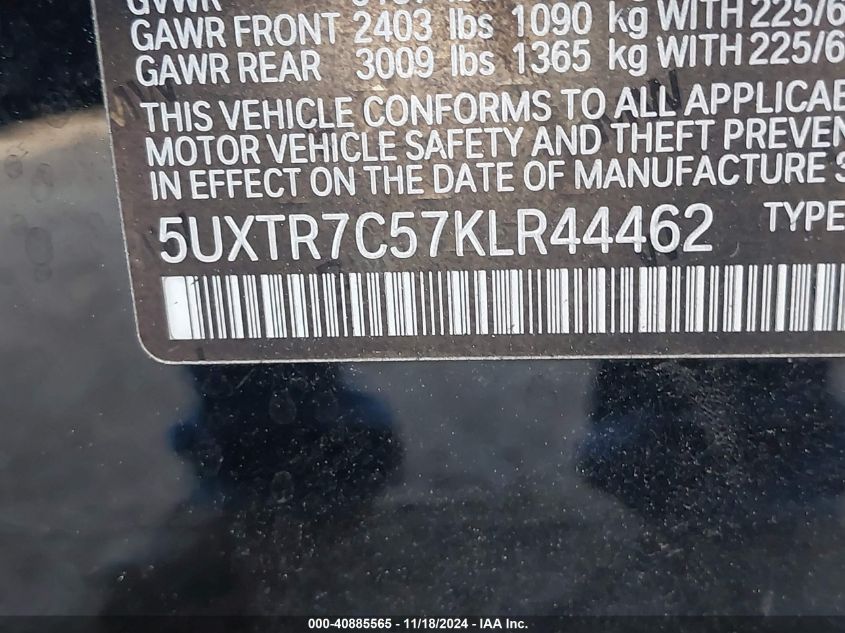 GVWR
GAWR FRONT 2403 lbs 1090 kg WITH 225/6
GAWR REAR 3009 lbs 1365 kg WITH 225/6
THIS VEHICLE CONFORMS TO ALL APPLICAB
MOTOR VEHICLE SAFETY AND THEFT PREVEN
IN EFFECT ON THE DATE OF MANUFACTURE S
5UXTR7C57KLR44462 TYPE
000-40885565 - 11/18/2024 - IAA Inc.